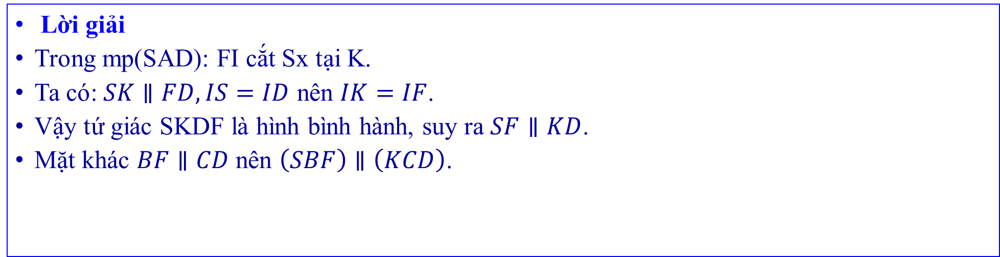 • Lời giải
• Trong mp(SAD): FI cắt Sx tại K.
• Ta có: 𝑆𝐾 ∥ 𝐹𝐷, 𝐼𝑆 = 𝐼𝐷 nên 𝐼𝐾 = 𝐼𝐹.
• Vậy tứ giác SKDF là hình bình hành, suy ra 𝑆𝐹 ∥ 𝐾𝐷.
• Mặt khác 𝐵𝐹 ∥ 𝐶𝐷 nên (𝑆𝐵𝐹) ∥ (𝐾𝐶𝐷).